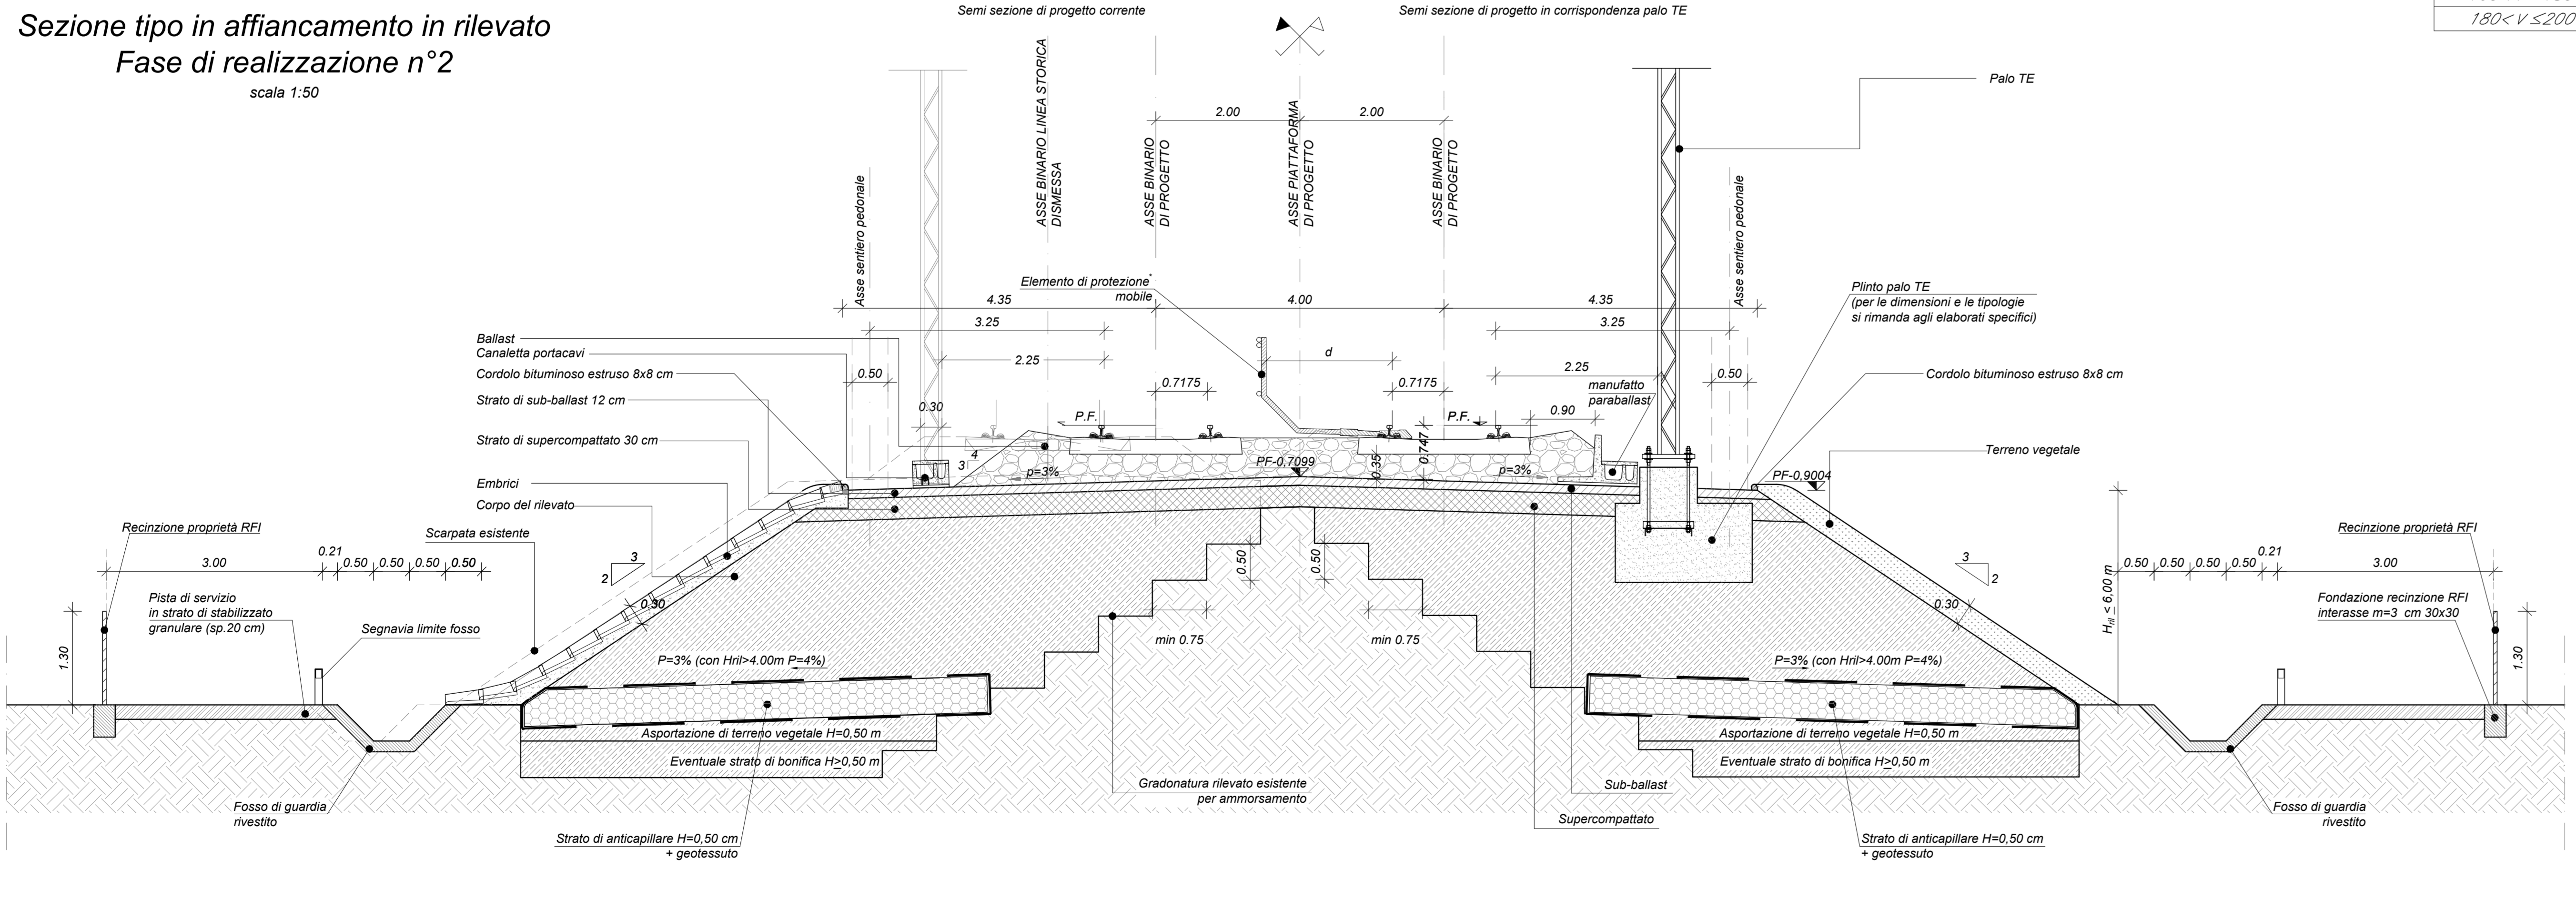 Sezione tipo in affiancamento in rilevato
Fase di realizzazione n°2
scala 1:50
Semi sezione di progetto corrente
Semi sezione di progetto in corrispondenza palo TE
180<V≤200
ASSE BINARIO LINEA STORICA
DISMESSA
ASSE BINARIO
DI PROGETTO
ASSE PIATTAFORMA
DI PROGETTO
ASSE BINARIO
DI PROGETTO
2.00
2.00
Palo TE
Asse sentiero pedonale
Asse sentiero pedonale
Elemento di protezione*
mobile
4.35
4.00
4.35
3.25
3.25
Plinto palo TE
(per le dimensioni e le tipologie
si rimanda agli elaborati specifici)
Ballast
Canaletta portacavi
Cordolo bituminoso estruso 8x8 cm
Strato di sub-ballast 12 cm
Strato di supercompattato 30 cm
Embrici
Corpo del rilevato
Scarpata esistente
2.25
d
2.25
0.50
0.7175
0.7175
0.50
manufatto
paraballast
Cordolo bituminoso estruso 8x8 cm
0.30
P.F.
P.F.
0.90
4
3
p=3%
PF-0,7099
0.35
0.747
p=3%
PF-0,9004
Terreno vegetale
Recinzione proprietà RFI
3.00
0.21
0.50
0.50
0.50
0.50
3
2
0.30
0.50
0.50
3
2
0.30
H ril < 6,00 m
0.50
0.50
0.50
0.50
0.21
3.00
Recinzione proprietà RFI
Pista di servizio
in strato di stabilizzato
granulare (sp.20 cm)
Segnavia limite fosso
1.30
min 0.75
min 0.75
Fondazione recinzione RFI
interasse m=3 cm 30x30
1.30
P=3% (con Hril>4.00m P=4%)
P=3% (con Hril>4.00m P=4%)
Asportazione di terreno vegetale H=0,50 m
Asportazione di terreno vegetale H=0,50 m
Eventuale strato di bonifica H≥0,50 m
Eventuale strato di bonifica H≥0,50 m
Gradonatura rilevato esistente
per ammorsamento
Sub-ballast
Supercompattato
Fosso di guardia
rivestito
Fosso di guardia
rivestito
Strato di anticapillare H=0,50 cm
+ geotessuto
Strato di anticapillare H=0,50 cm
+ geotessuto